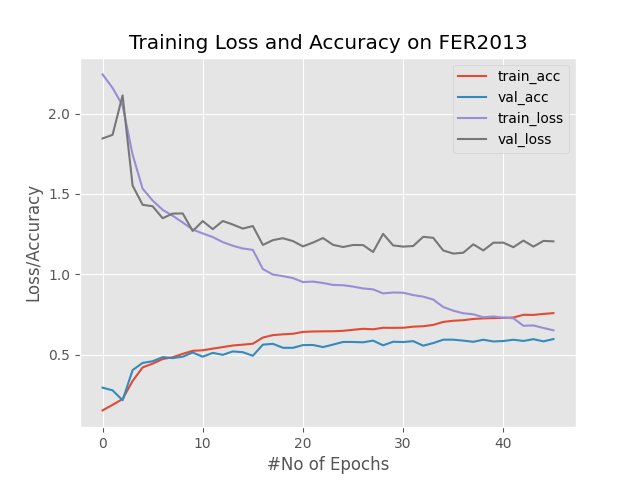 Training Loss and Accuracy on FER2013
train_acc
val_acc
train_loss
val_loss
2.0
1.5
1.0
0.5
Loss/Accuracy
0
10
20
30
40
#No of Epochs